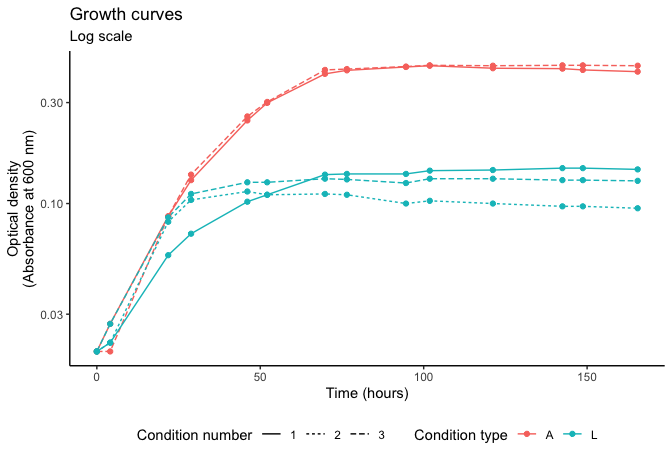 Growth curves
Log scale
Optical density
(Absorbance at 600 nm)
0.30
0.10
0.03
0
50
100
150
Time (hours)
Condition number 1 2 3 Condition type A L